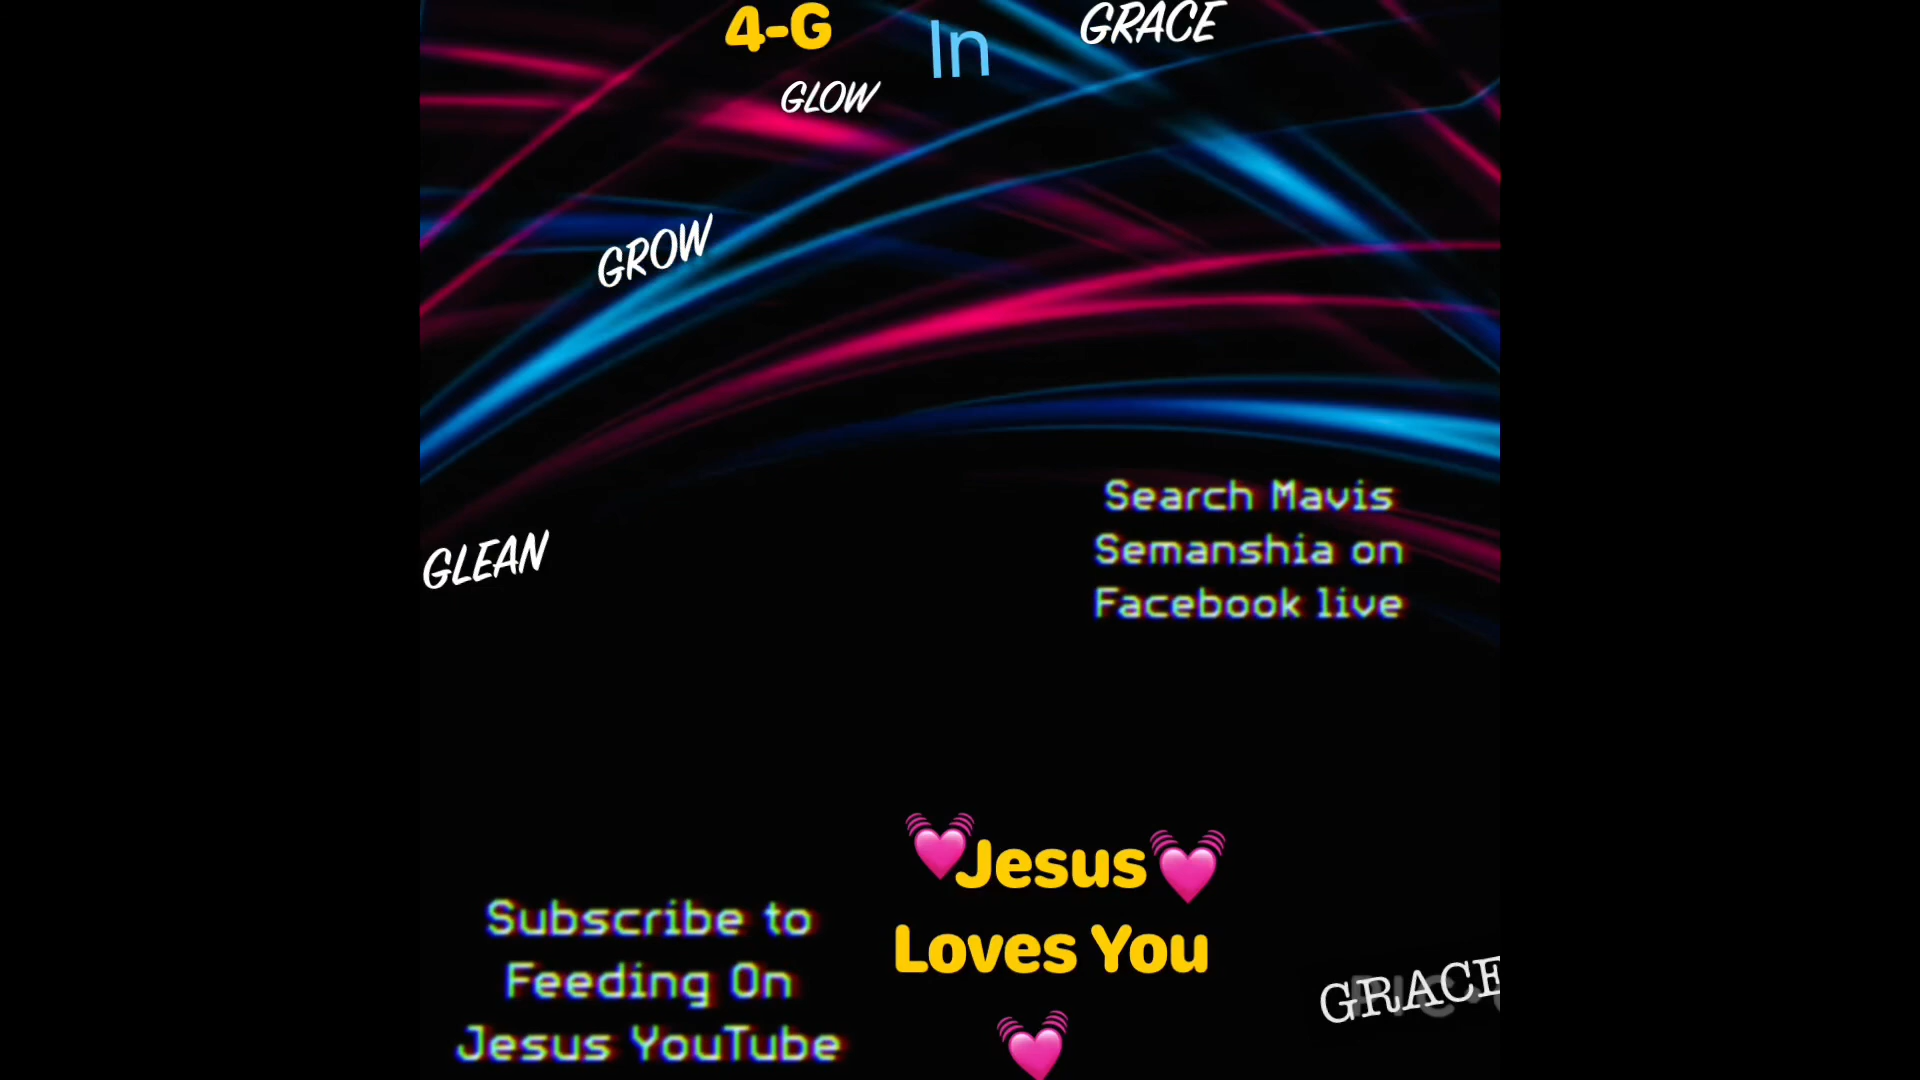 4-G
In
GRACE
GLOW
GROW
GLEAN
Search Mavis
Semanshia on
Facebook live
Jesus
Loves You
Subscribe to
Feeding On
Jesus YouTube
GRACE